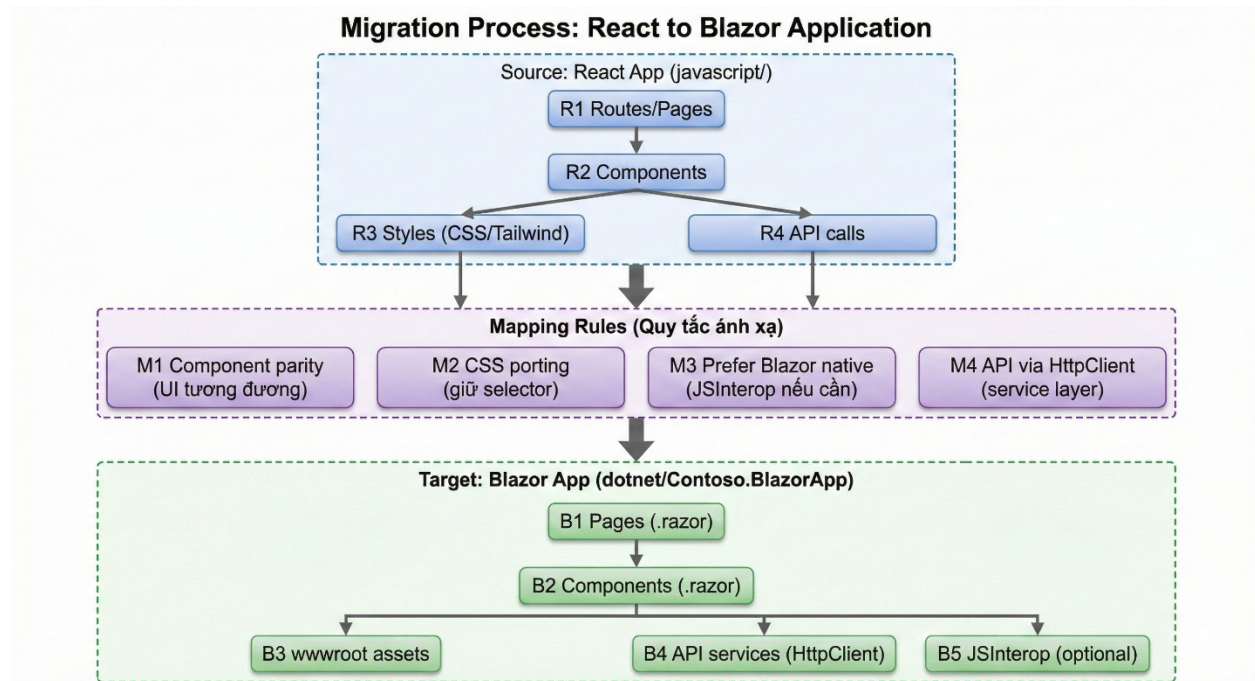 Migration Process: React to Blazor Application
Source: React App (javascript/)
R1 Routes/Pages
R2 Components
R3 Styles (CSS/Tailwind)
R4 API calls
Mapping Rules (Quy tắc ánh xạ)
M1 Component parity
(UI tương đương)
M2 CSS porting
(giữ selector)
M3 Prefer Blazor native
(JSInterop nếu cần)
M4 API via HttpClient
(service layer)
Target: Blazor App (dotnet/Contoso.BlazorApp)
B1 Pages (.razor)
B2 Components (.razor)
B3 wwwroot assets
B4 API services (HttpClient)
B5 JSInterop (optional)